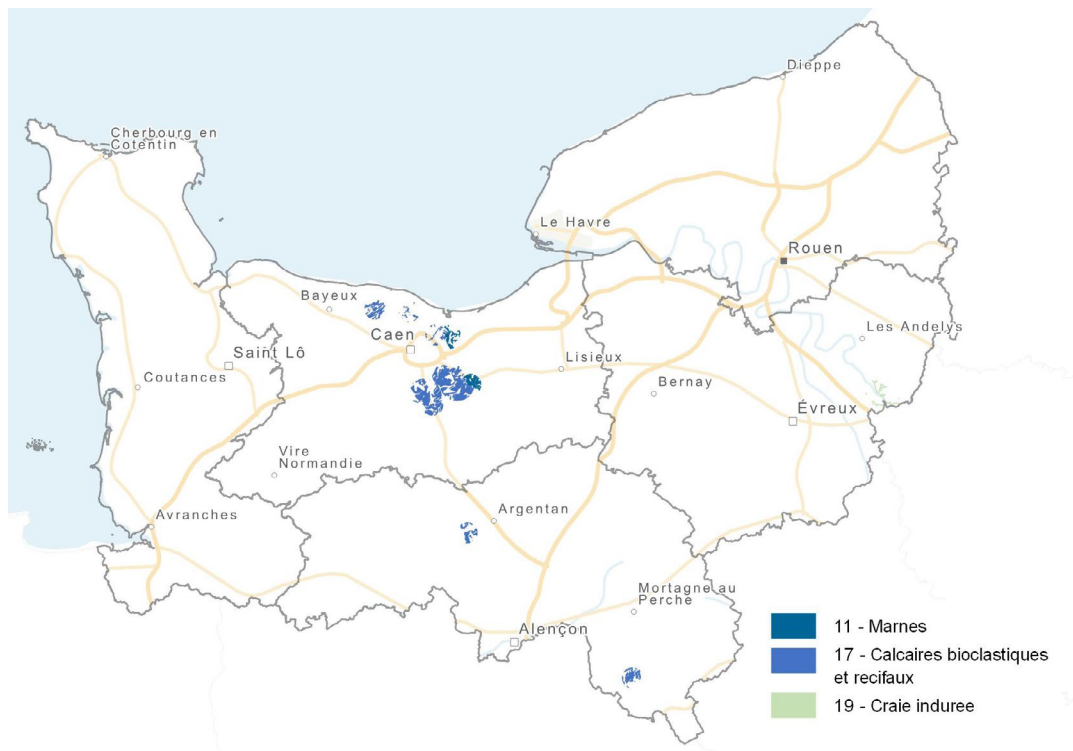 Dieppe
Cherbourg en
Cotentin
Le Havre
Rouen
Bayeux
Les Andelys
Caen
Saint Lô
Lisieux
Coutances
Bernay
Évreux
Vire
Normandie
Argentan
Avranches
Mortagne au
Perche
Alençon
11 - Marnes
17 - Calcaires bioclastiques
et recifaux
19 - Craie induree